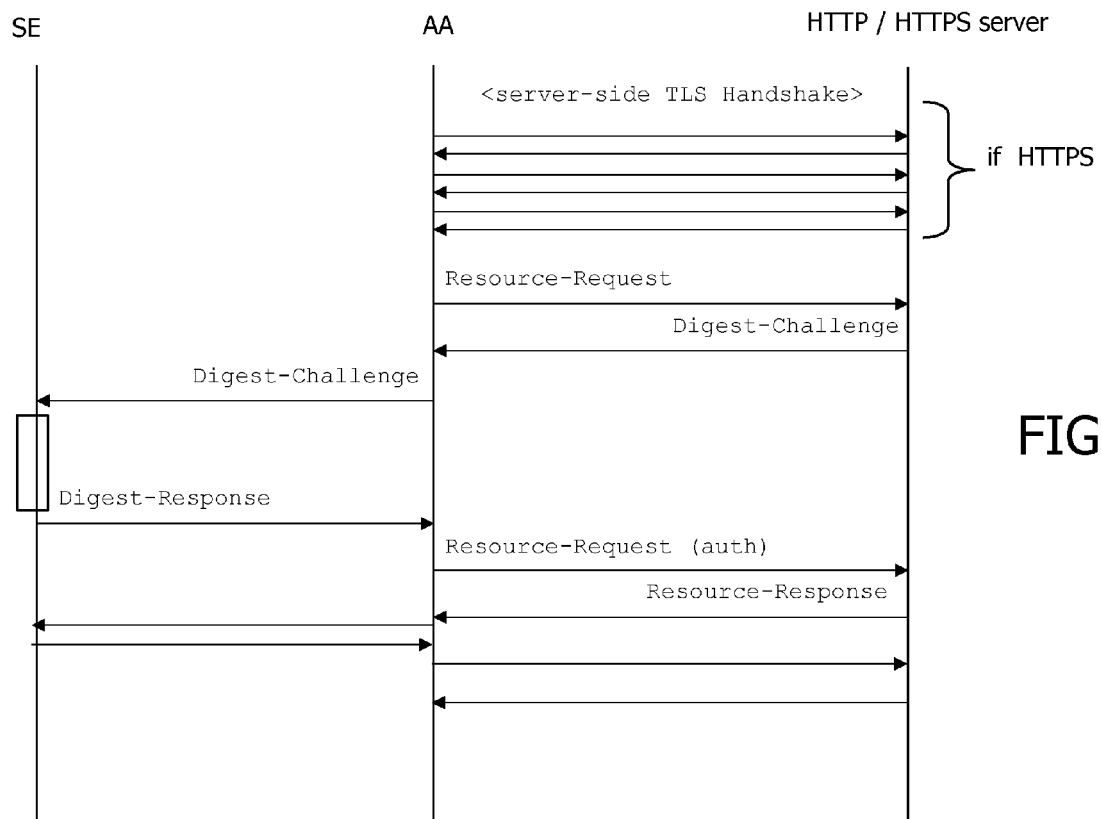 SE
AA
HTTP / HTTPS server
<server-side TLS Handshake>
if HTTPS
Resource-Request
Digest-Challenge
Digest-Challenge
FIG
Digest-Response
Resource-Request (auth)
Resource-Response